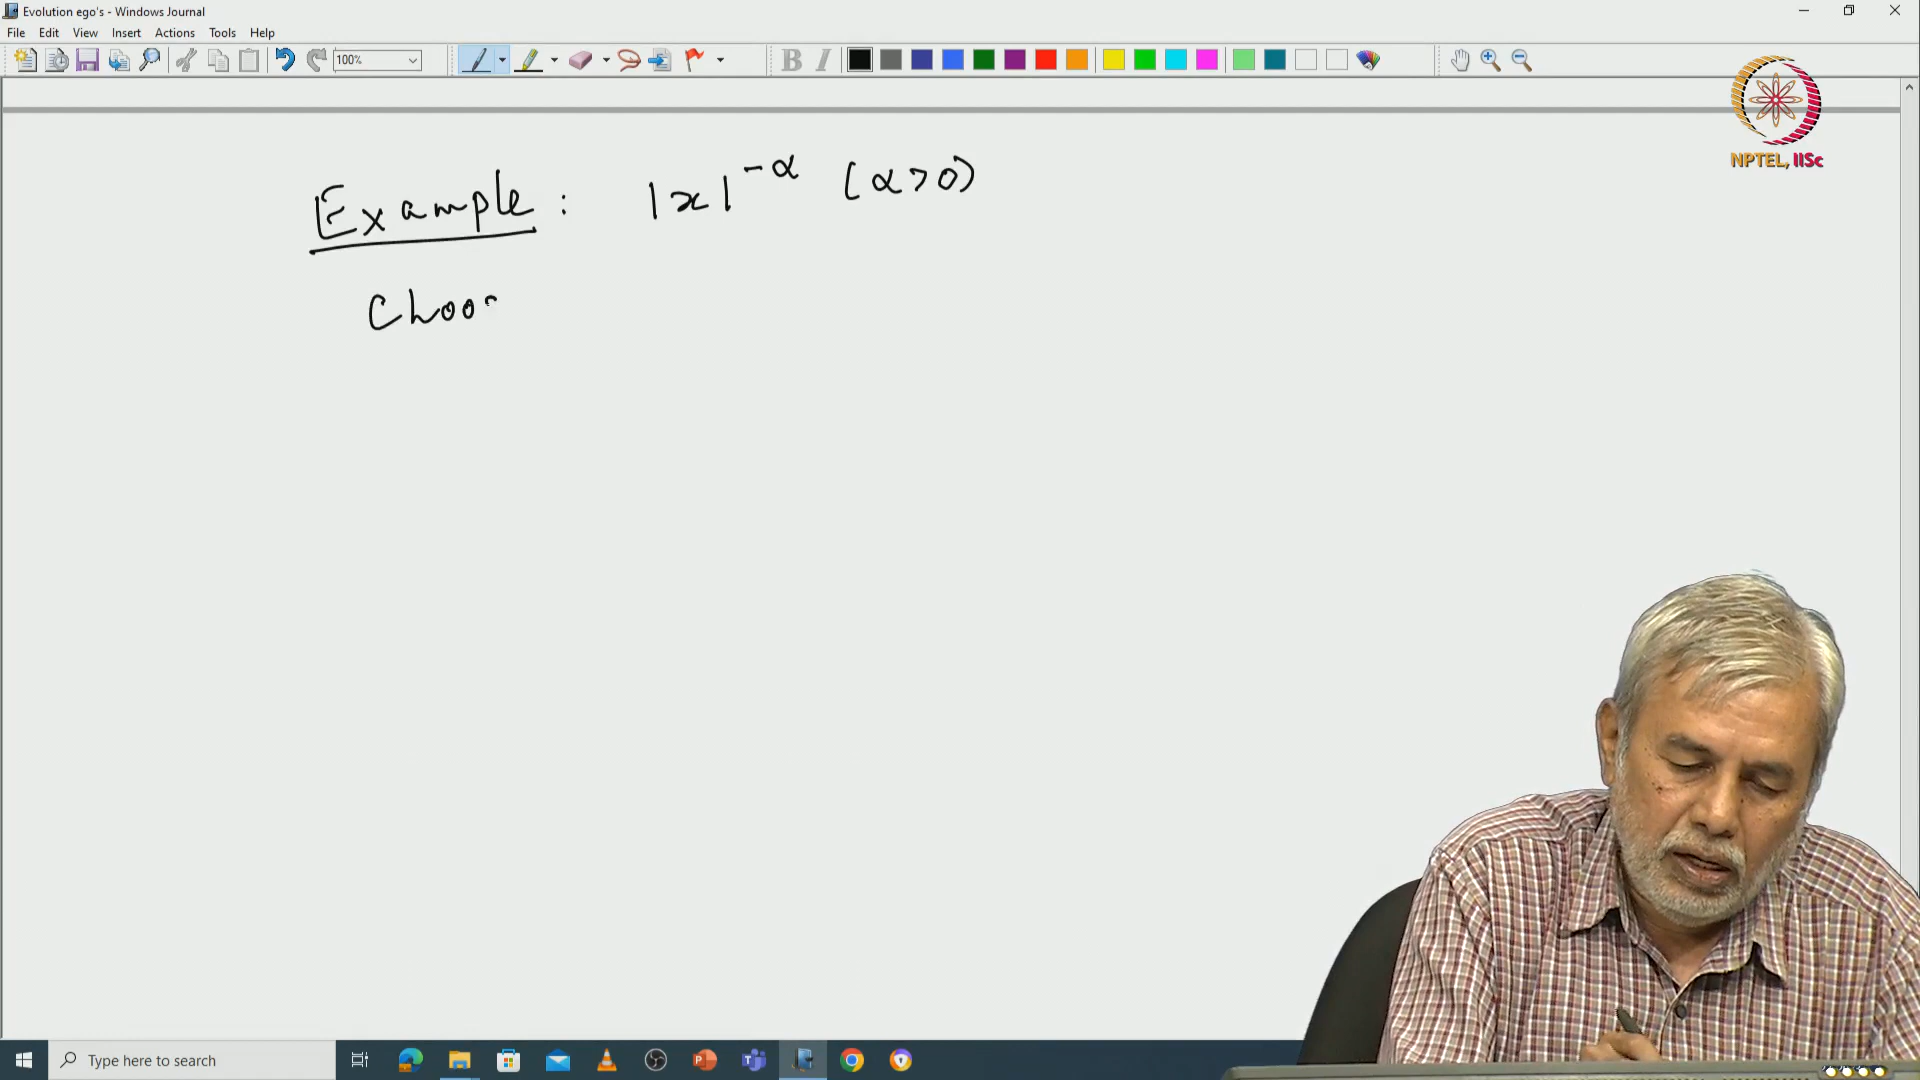 Evolution ego's - Windows Journal
File Edit View Insert Actions Tools Help
100%
B I
NPTEL, IISc
Example : |x|^{-α} (α>0)
Choos
Type here to search